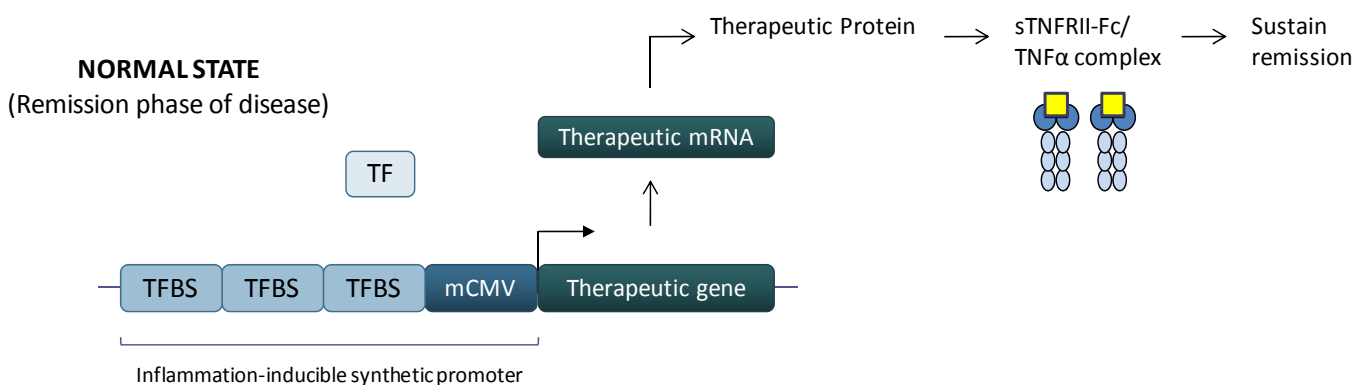 NORMAL STATE
(Remission phase of disease)
Therapeutic Protein
sTNFRII-Fc/
TNFα complex
Sustain
remission
Therapeutic mRNA
TF
TFBS
TFBS
TFBS
mCMV
Therapeutic gene
Inflammation-inducible synthetic promoter